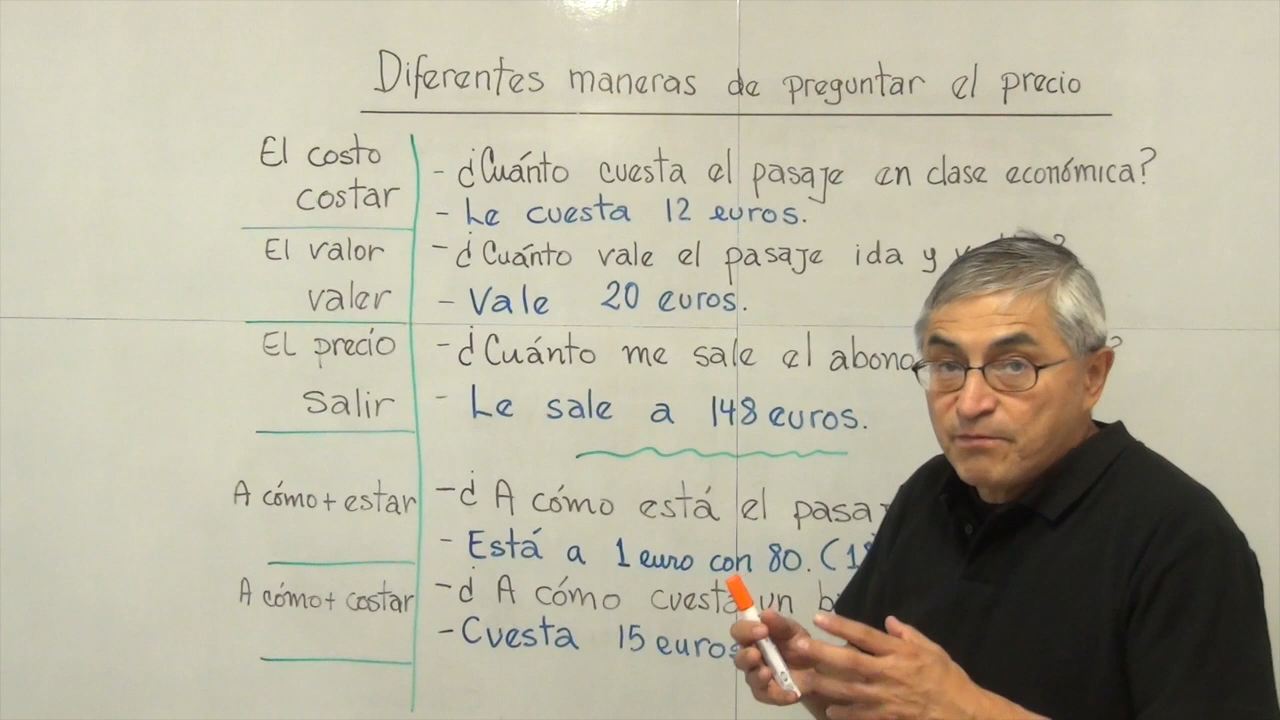 Diferentes maneras de preguntar el precio
El costo
costar
- ¿Cuánto cuesta el pasaje en clase económica?
- Le cuesta 12 euros.
El valor
valer
- ¿Cuánto vale el pasaje ida y
- Vale 20 euros.
El precio
Salir
- ¿Cuánto me sale el abono ?
- Le sale a 148 euros.
A cómo + estar
- ¿A cómo está el
- Está a 1 euro con 80.
A cómo + costar
- ¿A cómo cuesta un
- Cuesta 15 euros